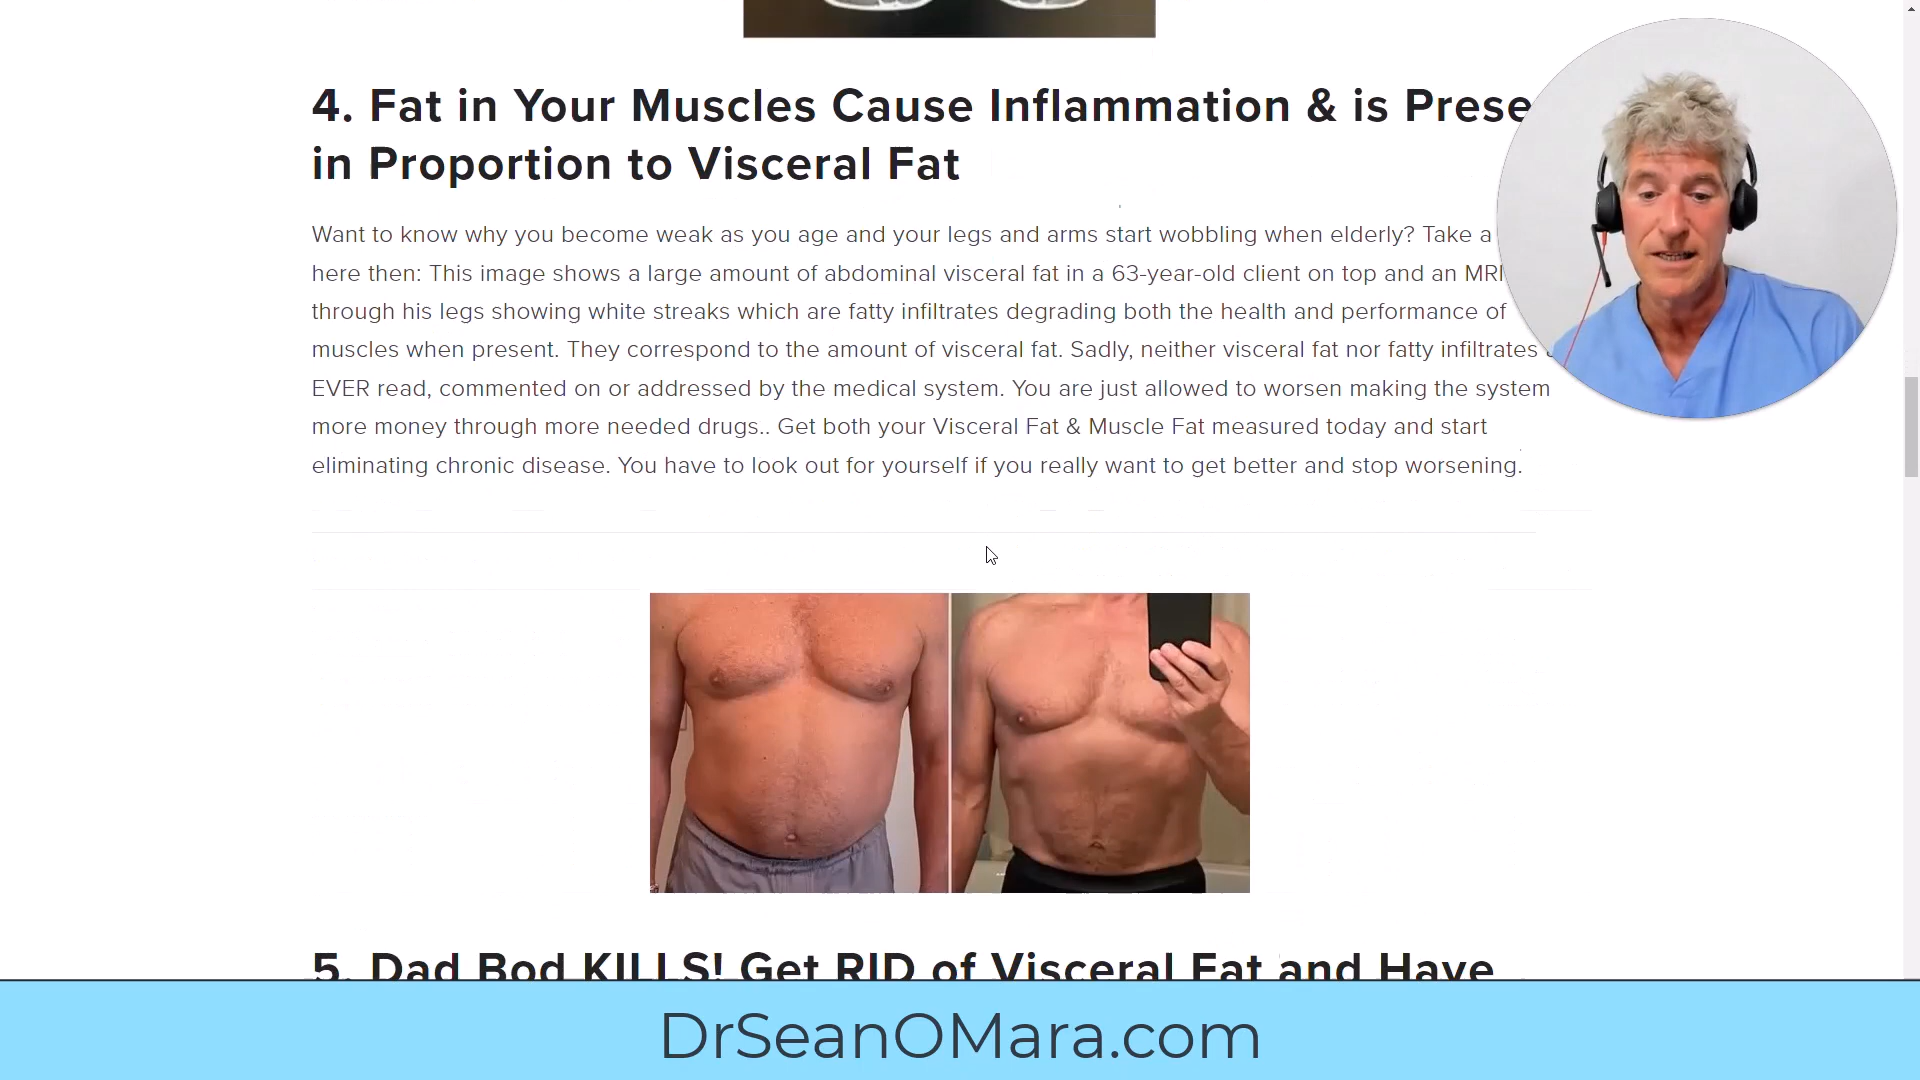 4. Fat in Your Muscles Cause Inflammation & is Prese
in Proportion to Visceral Fat
Want to know why you become weak as you age and your legs and arms start wobbling when elderly? Take a
here then: This image shows a large amount of abdominal visceral fat in a 63-year-old client on top and an MRI
through his legs showing white streaks which are fatty infiltrates degrading both the health and performance of
muscles when present. They correspond to the amount of visceral fat. Sadly, neither visceral fat nor fatty infiltrates
EVER read, commented on or addressed by the medical system. You are just allowed to worsen making the system
more money through more needed drugs.. Get both your Visceral Fat & Muscle Fat measured today and start
eliminating chronic disease. You have to look out for yourself if you really want to get better and stop worsening.
5. Dad Bod KILLS! Get RID of Visceral Fat and Have
DrSeanOMara.com